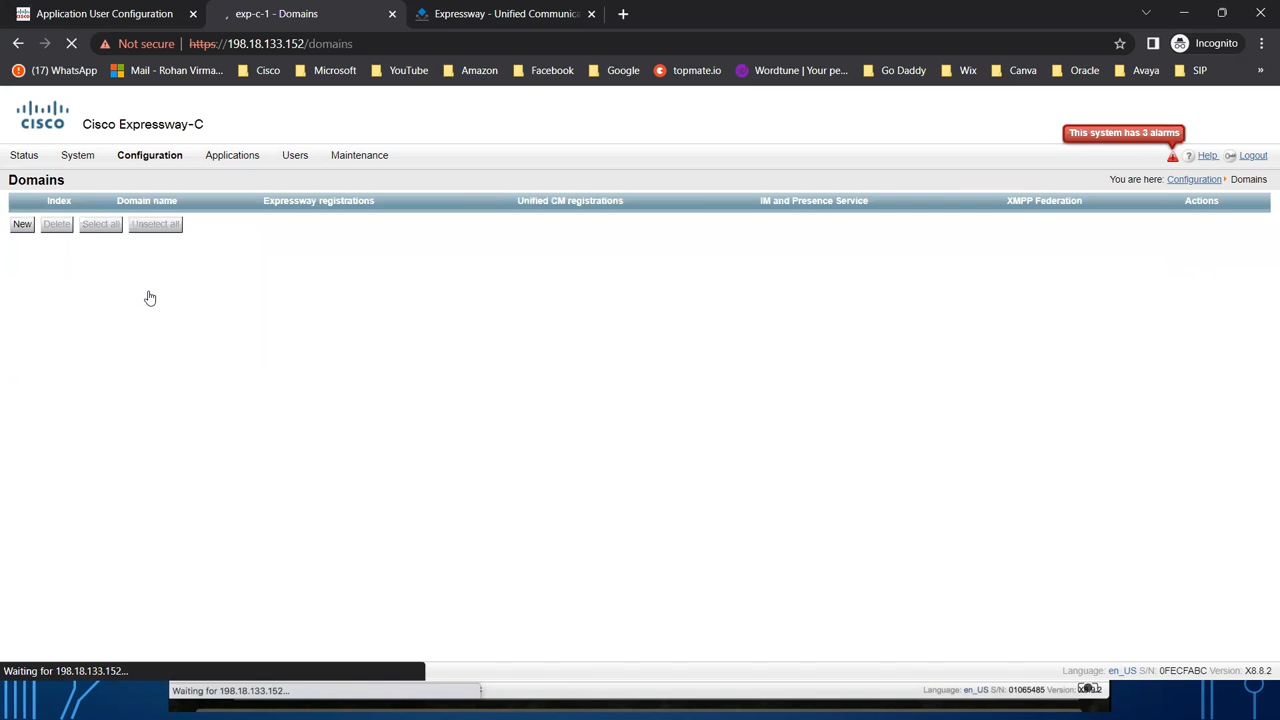 Application User Configuration
exp-c-1 - Domains
Expressway - Unified Communica
Not secure
https://198.18.133.152/domains
Incognito
(17) WhatsApp
Mail - Rohan Virma...
Cisco
Microsoft
YouTube
Amazon
Facebook
Google
topmate.io
Wordtune | Your pe...
Go Daddy
Wix
Canva
Oracle
Avaya
SIP
»
CISCO
Cisco Expressway-C
This system has 3 alarms
Status System Configuration Applications Users Maintenance
? Help Logout
Domains
You are here: Configuration Domains
Index Domain name Expressway registrations Unified CM registrations IM and Presence Service XMPP Federation Actions
New Delete Select all Unselect all
Waiting for 198.18.133.152...
Language: en_US S/N: 0FECFABC Version: X8.8.2
Waiting for 198.18.133.152...
Language: en_US S/N: 01065485 Version: